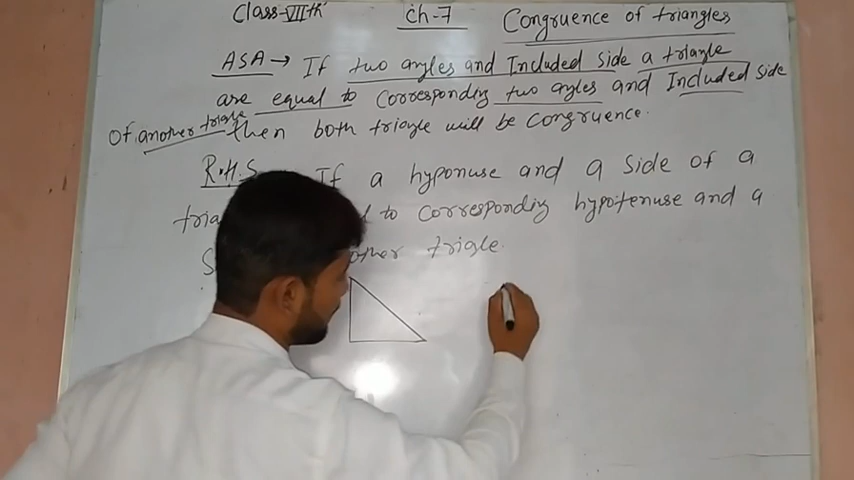 Class-VIIth Ch-7 Congruence of triangles
ASA → If two angles and Included side a triangle
are equal to Corresponding two angles and Included side
of another triangle then both triangle will be Congruence.
R.H.S If a hyponuse and a side of a
to corresponding hypotenuse and a
trigle.